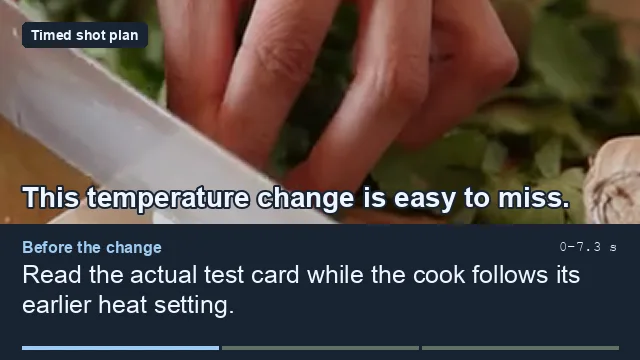 Timed shot plan
This temperature change is easy to miss.
Before the change
0–7.3 s
Read the actual test card while the cook follows its
earlier heat setting.